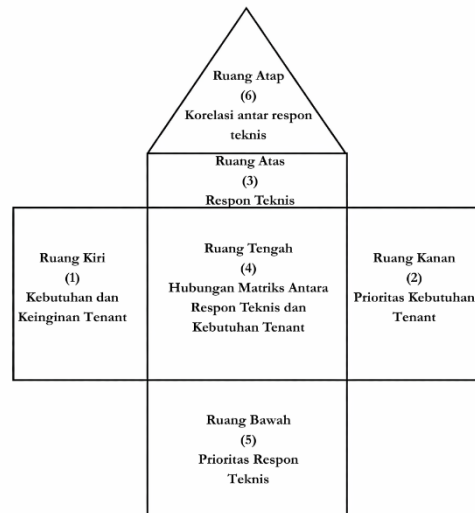 Ruang Atap
(6)
Korelasi antar respon
teknis
Ruang Atas
(3)
Respon Teknis
Ruang Kiri
(1)
Kebutuhan dan
Keinginan Tenant
Ruang Tengah
(4)
Hubungan Matriks Antara
Respon Teknis dan
Kebutuhan Tenant
Ruang Kanan
(2)
Prioritas Kebutuhan
Tenant
Ruang Bawah
(5)
Prioritas Respon
Teknis